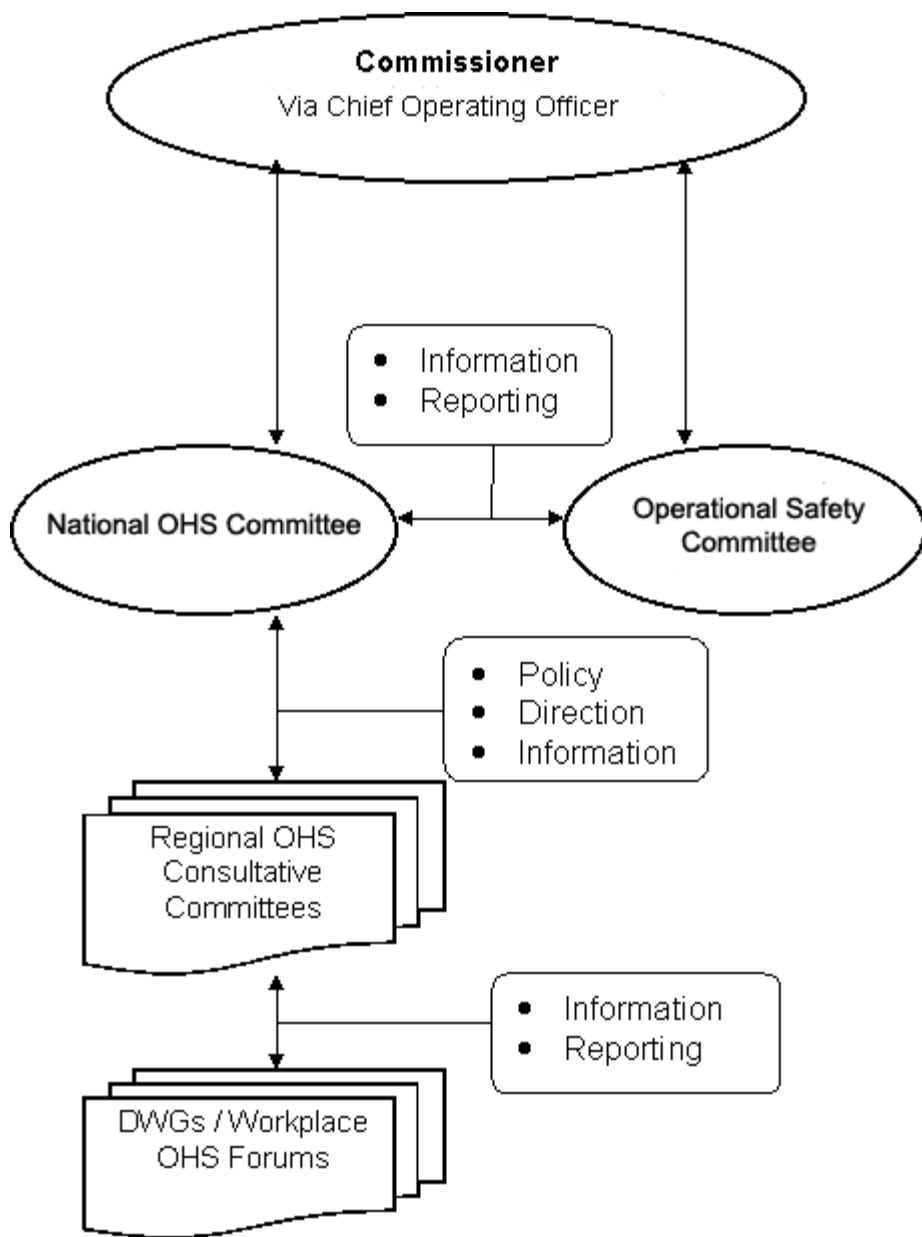 Commissioner
Via Chief Operating Officer
• Information
• Reporting
National OHS Committee
Operational Safety
Committee
• Policy
• Direction
• Information
Regional OHS
Consultative
Committees
• Information
• Reporting
DWGs / Workplace
OHS Forums